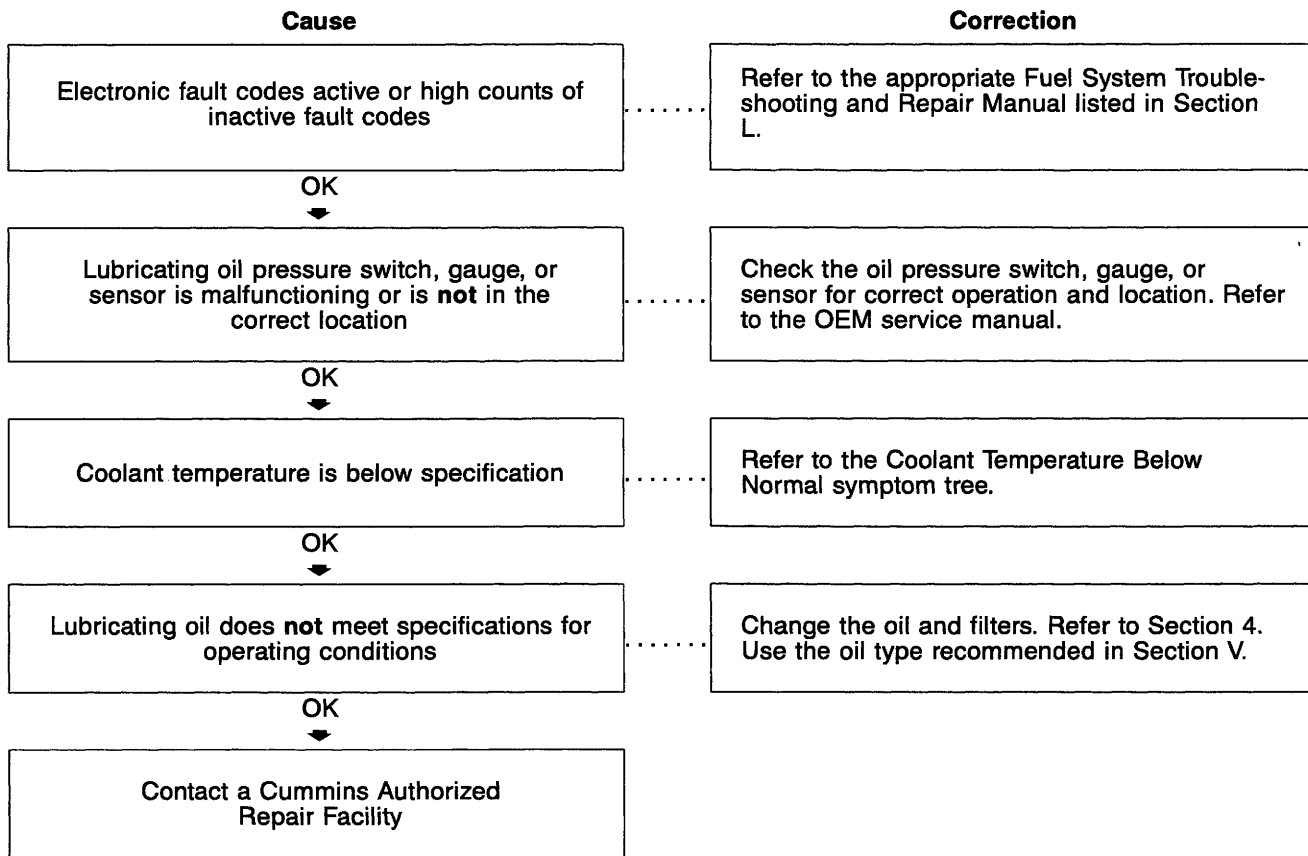 Cause
Correction
Electronic fault codes active or high counts of
inactive fault codes
.......
Refer to the appropriate Fuel System Trouble-
shooting and Repair Manual listed in Section
L.
OK
Lubricating oil pressure switch, gauge, or
sensor is malfunctioning or is not in the
correct location
.......
Check the oil pressure switch, gauge, or
sensor for correct operation and location. Refer
to the OEM service manual.
OK
Coolant temperature is below specification
.......
Refer to the Coolant Temperature Below
Normal symptom tree.
OK
Lubricating oil does not meet specifications for
operating conditions
.......
Change the oil and filters. Refer to Section 4.
Use the oil type recommended in Section V.
OK
Contact a Cummins Authorized
Repair Facility